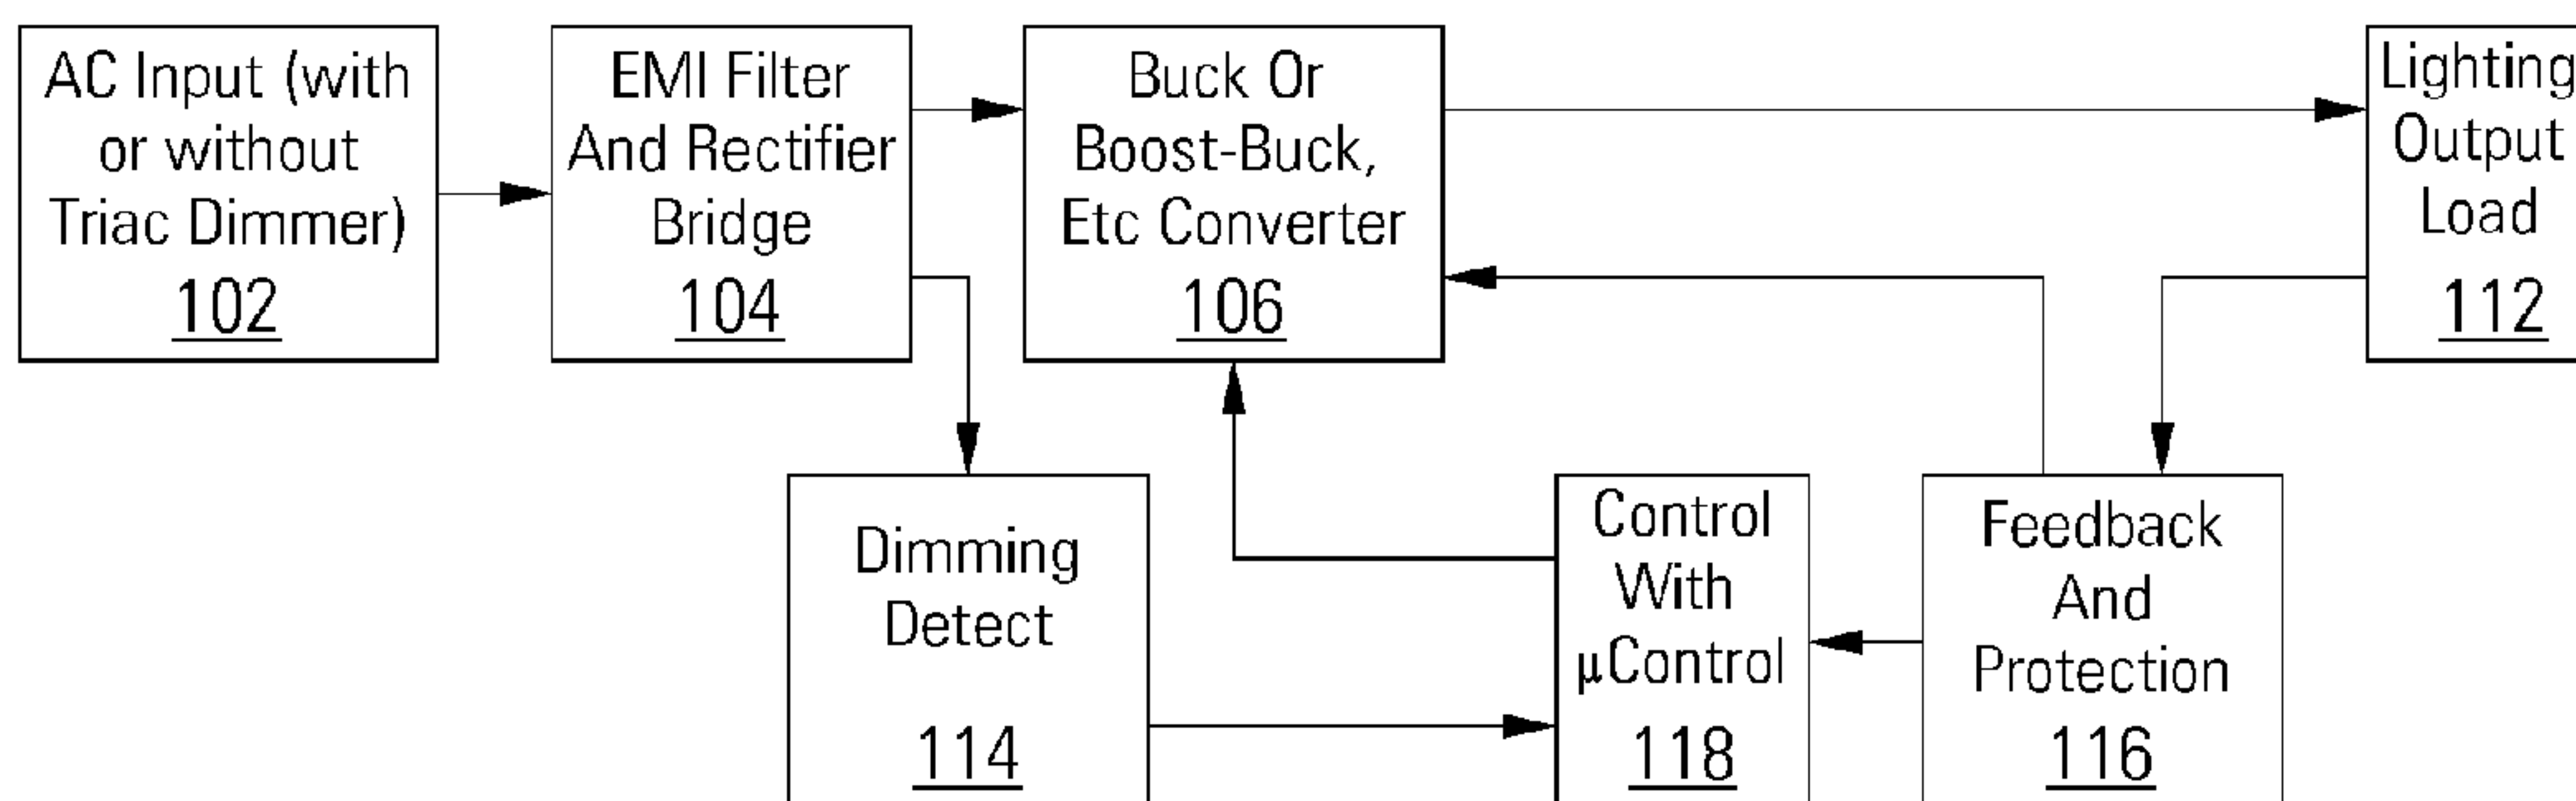 AC Input (with
or without
Triac Dimmer)
102
EMI Filter
And Rectifier
Bridge
104
Buck Or
Boost-Buck,
Etc Converter
106
Lighting
Output
Load
112
Dimming
Detect
114
Control
With
µControl
118
Feedback
And
Protection
116